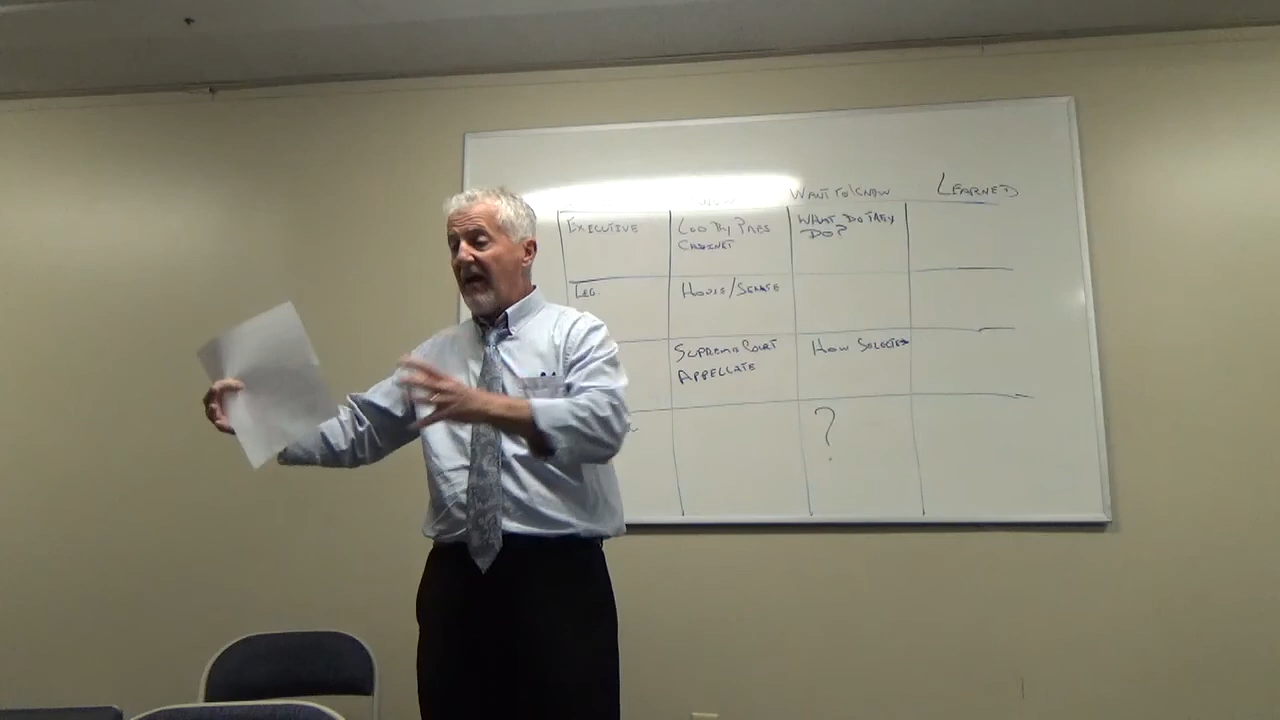 WANT TO KNOW
LEARNED
EXECUTIVE
LED BY PRES
CABINET
WHAT DO THEY
DO?
LEG.
HOUSE/SENATE
SUPREME COURT
APPELLATE
HOW SELECTED
?